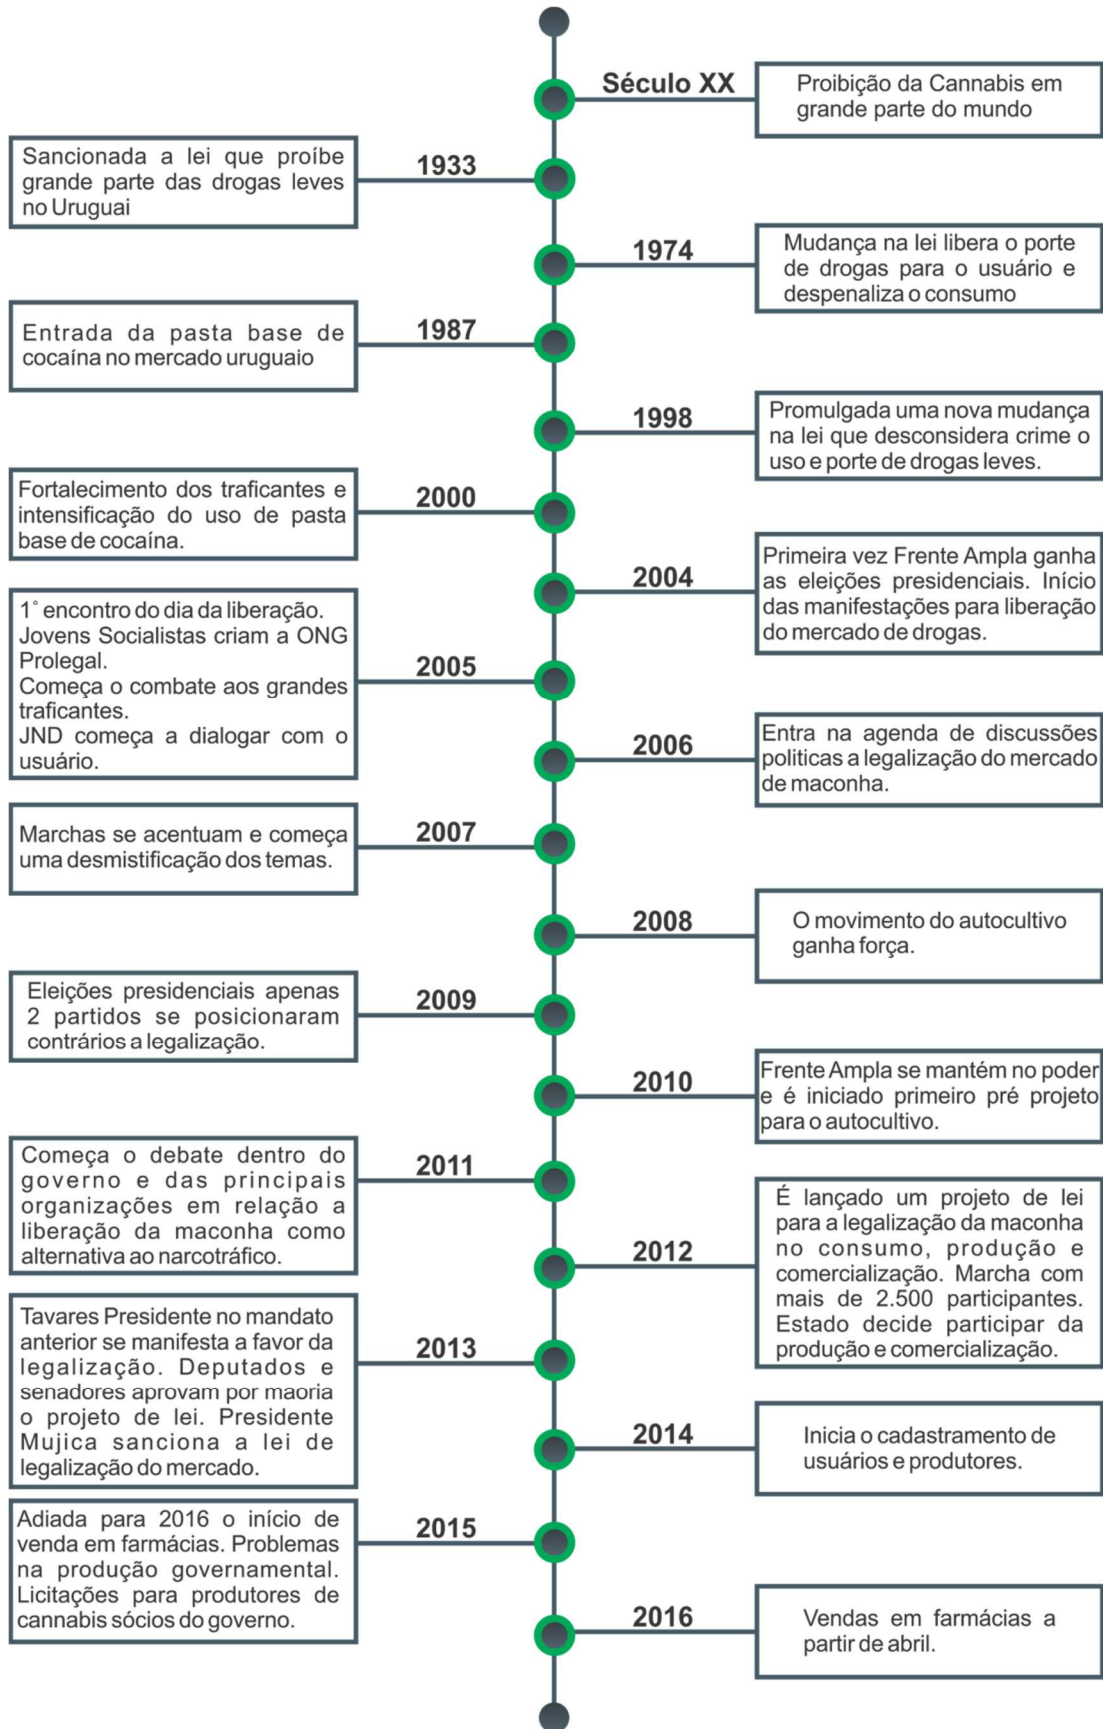 Século XX
Proibição da Cannabis em
grande parte do mundo
1933
Sancionada a lei que proíbe
grande parte das drogas leves
no Uruguai
1974
Mudança na lei libera o porte
de drogas para o usuário e
despenaliza o consumo
1987
Entrada da pasta base de
cocaína no mercado uruguaio
1998
Promulgada uma nova mudança
na lei que desconsidera crime o
uso e porte de drogas leves.
2000
Fortalecimento dos traficantes e
intensificação do uso de pasta
base de cocaína.
2004
Primeira vez Frente Ampla ganha
as eleições presidenciais. Início
das manifestações para liberação
do mercado de drogas.
2005
1° encontro do dia da liberação.
Jovens Socialistas criam a ONG
Prolegal.
Começa o combate aos grandes
traficantes.
JND começa a dialogar com o
usuário.
2006
Entra na agenda de discussões
politicas a legalização do mercado
de maconha.
2007
Marchas se acentuam e começa
uma desmistificação dos temas.
2008
O movimento do autocultivo
ganha força.
2009
Eleições presidenciais apenas
2 partidos se posicionaram
contrários a legalização.
2010
Frente Ampla se mantém no poder
e é iniciado primeiro pré projeto
para o autocultivo.
2011
Começa o debate dentro do
governo e das principais
organizações em relação a
liberação da maconha como
alternativa ao narcotráfico.
2012
É lançado um projeto de lei
para a legalização da maconha
no consumo, produção e
comercialização. Marcha com
mais de 2.500 participantes.
Estado decide participar da
produção e comercialização.
2013
Tavares Presidente no mandato
anterior se manifesta a favor da
legalização. Deputados e
senadores aprovam por maoria
o projeto de lei. Presidente
Mujica sanciona a lei de
legalização do mercado.
2014
Inicia o cadastramento de
usuários e produtores.
2015
Adiada para 2016 o início de
venda em farmácias. Problemas
na produção governamental.
Licitações para produtores de
cannabis sócios do governo.
2016
Vendas em farmácias a
partir de abril.